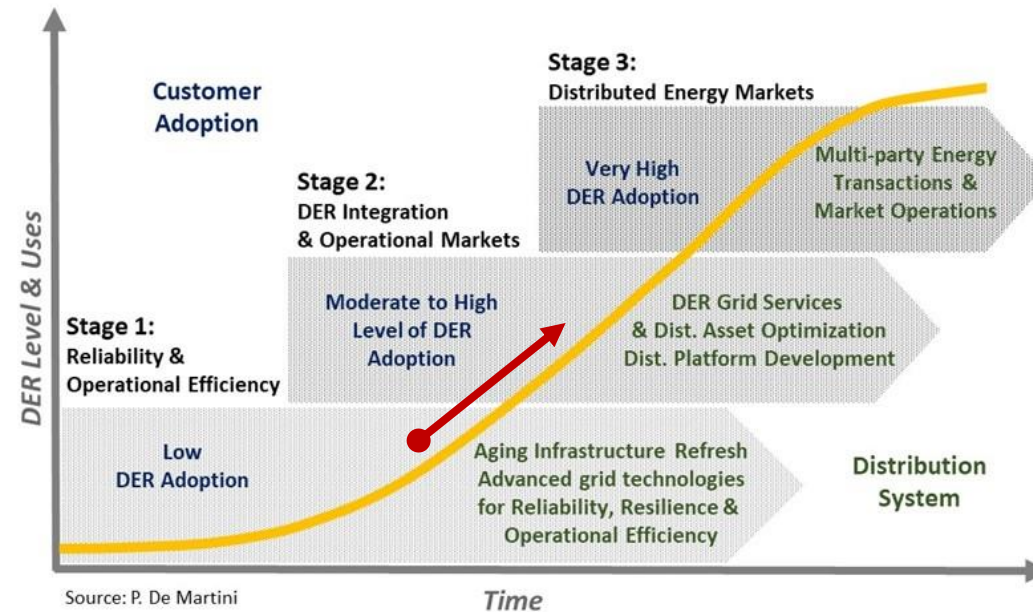 DER Level & Uses
Customer
Adoption
Stage 3:
Distributed Energy Markets
Very High
DER Adoption
Multi-party Energy
Transactions &
Market Operations
Stage 2:
DER Integration
& Operational Markets
Moderate to High
Level of DER
Adoption
DER Grid Services
& Dist. Asset Optimization
Dist. Platform Development
Stage 1:
Reliability &
Operational Efficiency
Low
DER Adoption
Aging Infrastructure Refresh
Advanced grid technologies
for Reliability, Resilience &
Operational Efficiency
Distribution
System
Source: P. De Martini
Time